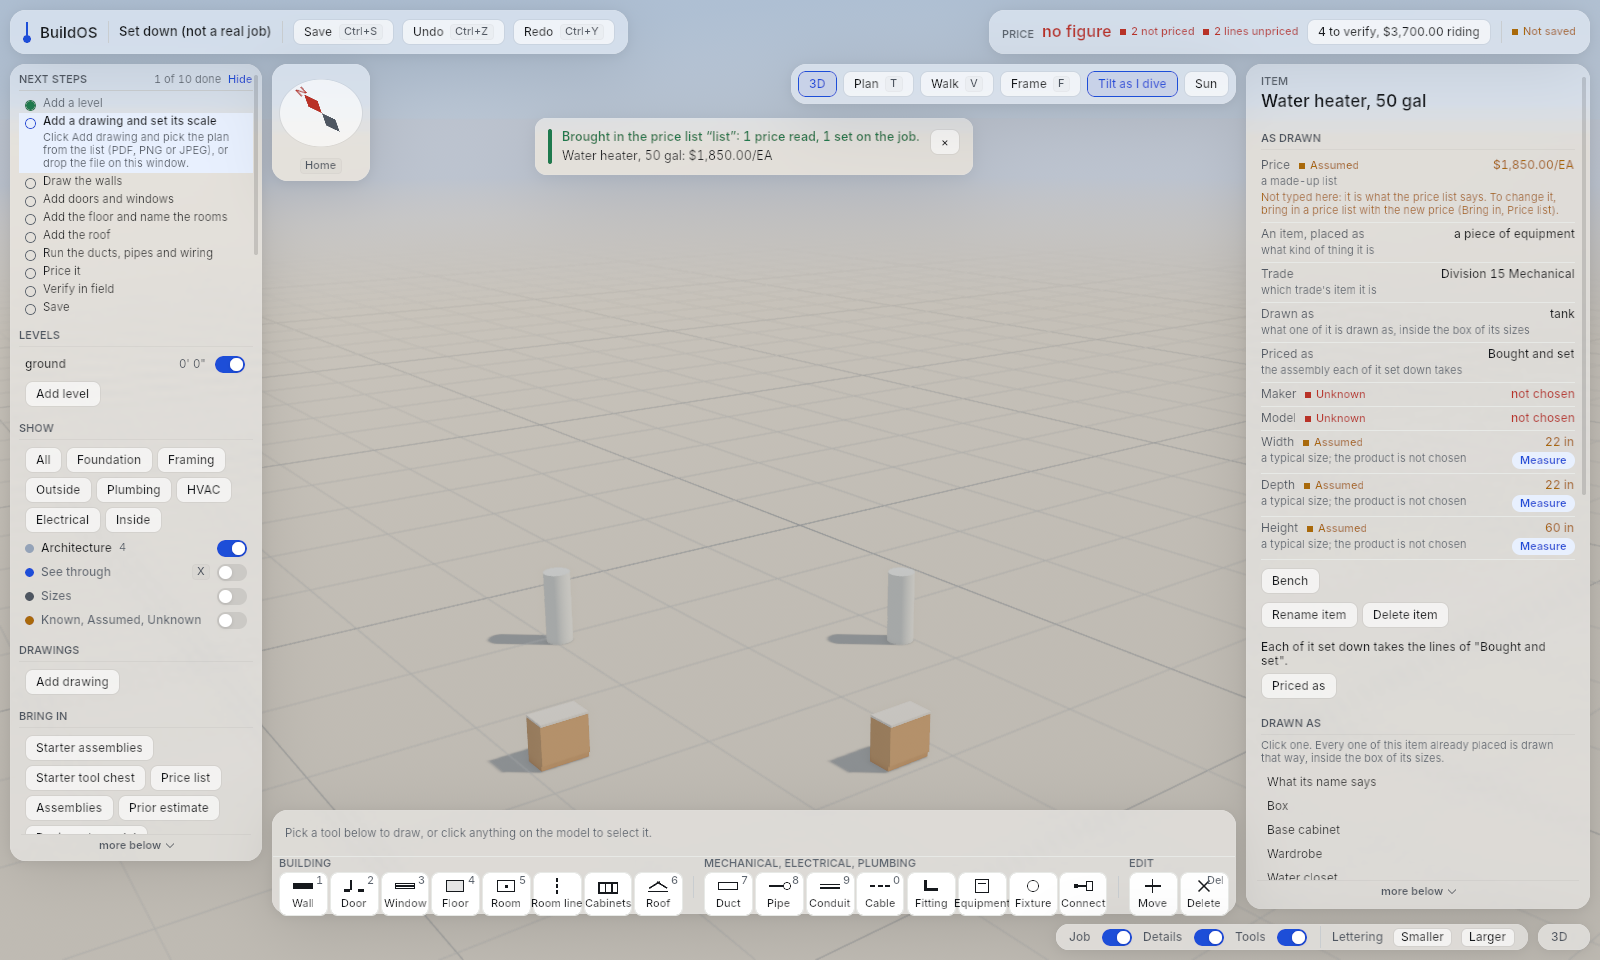 BuildOS
Set down (not a real job)
Save Ctrl+S
Undo Ctrl+Z
Redo Ctrl+Y
PRICE no figure
2 not priced
2 lines unpriced
4 to verify, $3,700.00 riding
Not saved
NEXT STEPS 1 of 10 done Hide
Add a level
Add a drawing and set its scale
Click Add drawing and pick the plan
from the list (PDF, PNG or JPEG), or
drop the file on this window.
Draw the walls
Add doors and windows
Add the floor and name the rooms
Add the roof
Run the ducts, pipes and wiring
Price it
Verify in field
Save
LEVELS
ground 0' 0"
Add level
SHOW
All Foundation Framing
Outside Plumbing HVAC
Electrical Inside
Architecture 4
See through X
Sizes
Known, Assumed, Unknown
DRAWINGS
Add drawing
BRING IN
Starter assemblies
Starter tool chest Price list
Assemblies Prior estimate
more below
N
Home
3D
Plan T
Walk V
Frame F
Tilt as I dive
Sun
Brought in the price list “list”: 1 price read, 1 set on the job.
Water heater, 50 gal: $1,850.00/EA
×
Pick a tool below to draw, or click anything on the model to select it.
BUILDING
Wall 1
Door 2
Window 3
Floor 4
Room 5
Room line
Cabinets
Roof 6
MECHANICAL, ELECTRICAL, PLUMBING
Duct 7
Pipe 8
Conduit 9
Cable 0
Fitting
Equipment
Fixture
Connect
EDIT
Move
Delete Del
ITEM
Water heater, 50 gal
AS DRAWN
Price Assumed $1,850.00/EA
a made-up list
Not typed here: it is what the price list says. To change it,
bring in a price list with the new price (Bring in, Price list).
An item, placed as a piece of equipment
what kind of thing it is
Trade Division 15 Mechanical
which trade's item it is
Drawn as tank
what one of it is drawn as, inside the box of its sizes
Priced as Bought and set
the assembly each of it set down takes
Maker Unknown not chosen
Model Unknown not chosen
Width Assumed 22 in
a typical size; the product is not chosen Measure
Depth Assumed 22 in
a typical size; the product is not chosen Measure
Height Assumed 60 in
a typical size; the product is not chosen Measure
Bench
Rename item Delete item
Each of it set down takes the lines of "Bought and
set".
Priced as
DRAWN AS
Click one. Every one of this item already placed is drawn
that way, inside the box of its sizes.
What its name says
Box
Base cabinet
Wardrobe
Water closet
more below
Job
Details
Tools
Lettering Smaller Larger
3D